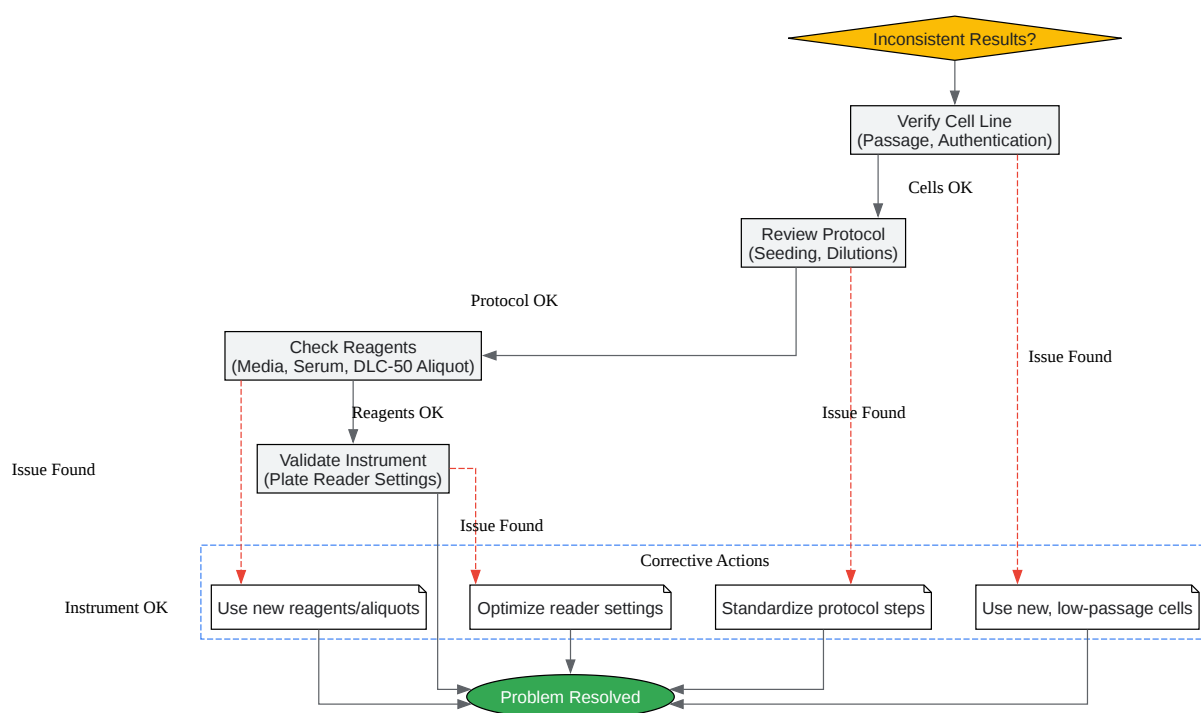 Inconsistent Results?
Verify Cell Line
(Passage, Authentication)
Cells OK
Review Protocol
(Seeding, Dilutions)
Protocol OK
Check Reagents
(Media, Serum, DLC-50 Aliquot)
Issue Found
Reagents OK
Issue Found
Validate Instrument
(Plate Reader Settings)
Issue Found
Issue Found
Corrective Actions
Instrument OK
Use new reagents/aliquots
Optimize reader settings
Standardize protocol steps
Use new, low-passage cells
Problem Resolved